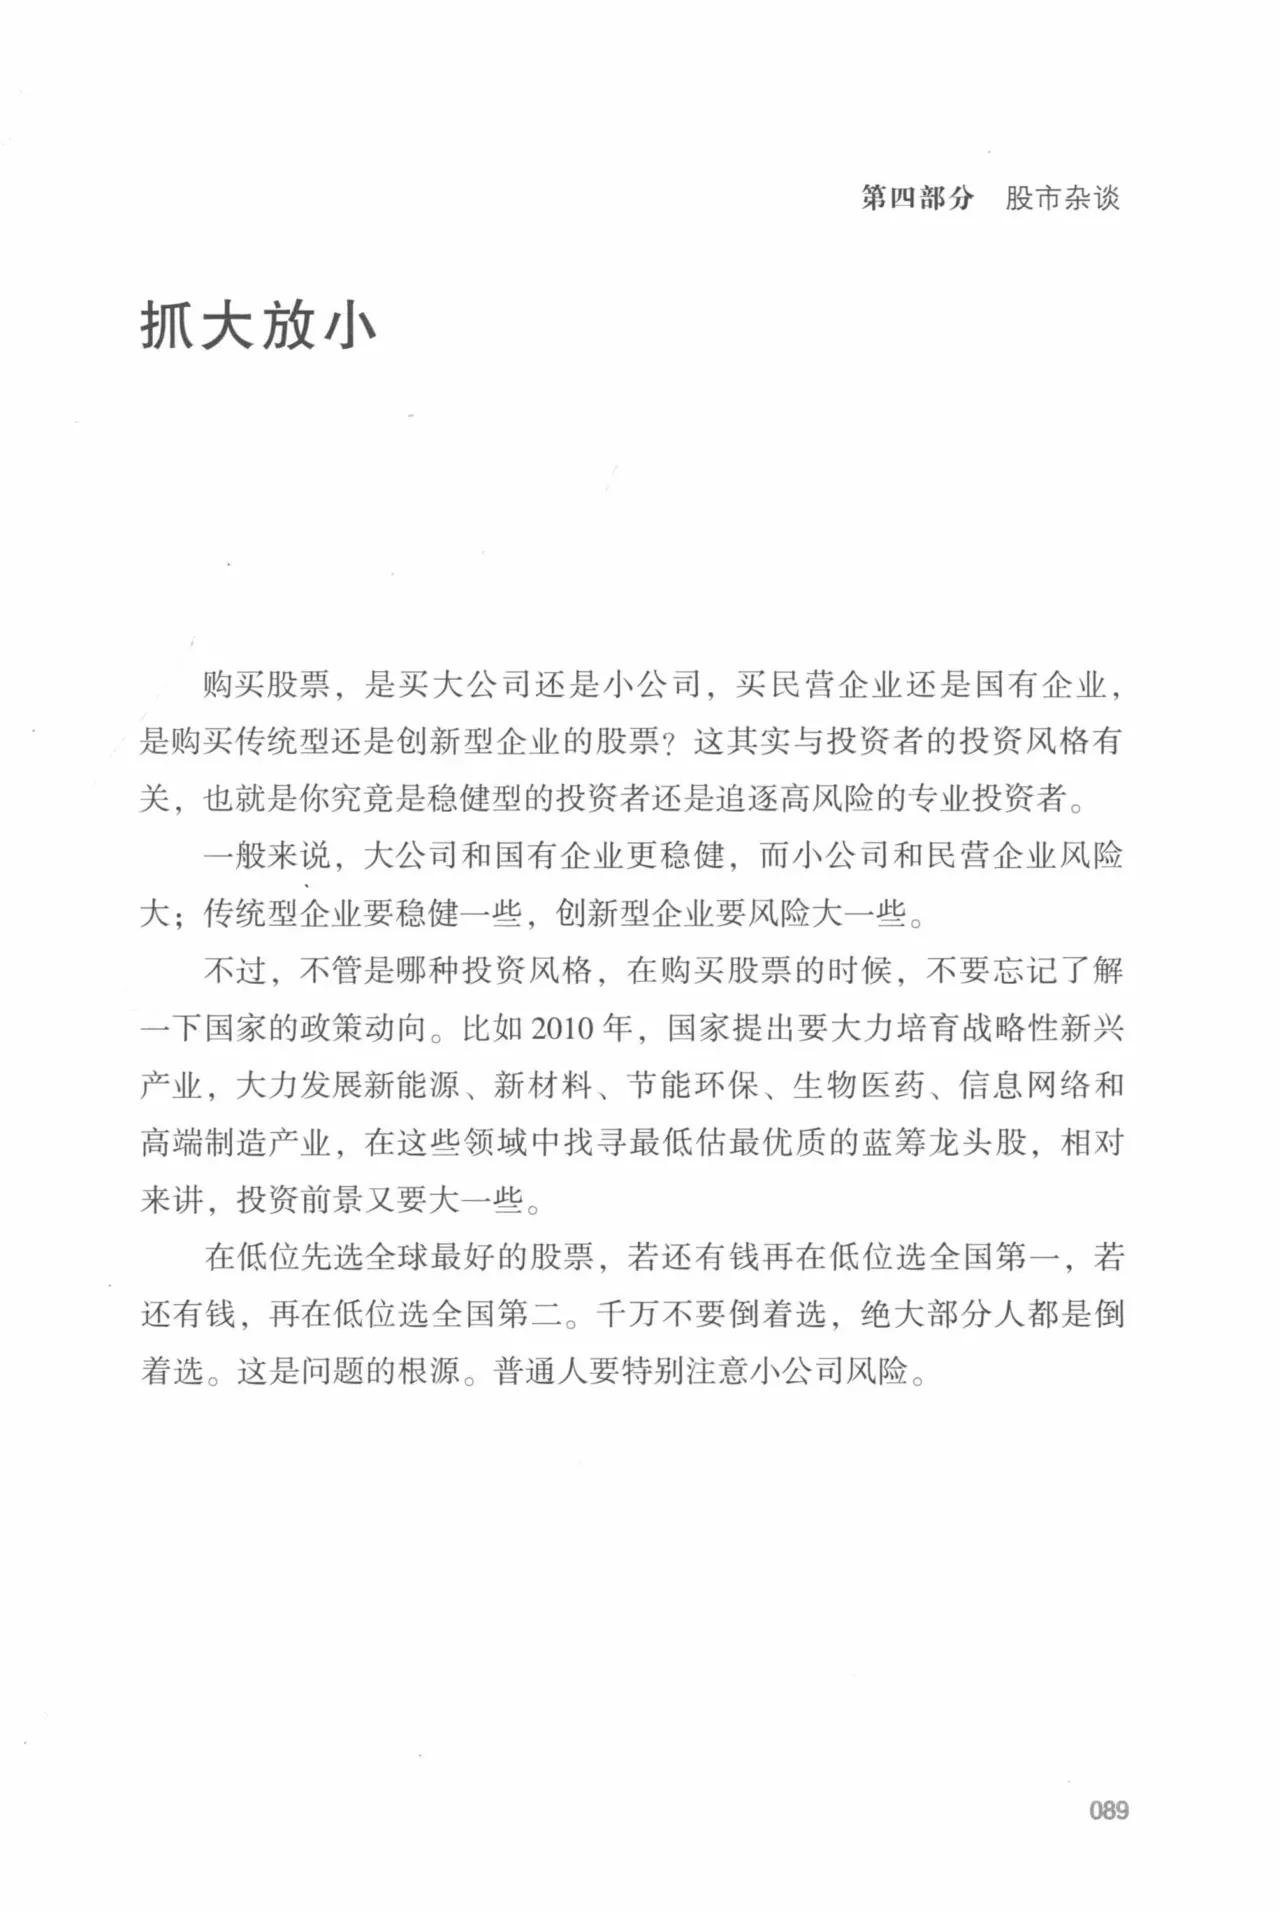 第四部分 股市杂谈
抓大放小
购买股票，是买大公司还是小公司，买民营企业还是国有企业，
是购买传统型还是创新型企业的股票？这其实与投资者的投资风格有
关，也就是你究竟是稳健型的投资者还是追逐高风险的专业投资者。
一般来说，大公司和国有企业更稳健，而小公司和民营企业风险
大；传统型企业要稳健一些，创新型企业要风险大一些。
不过，不管是哪种投资风格，在购买股票的时候，不要忘记了解
一下国家的政策动向。比如 2010 年，国家提出要大力培育战略性新兴
产业，大力发展新能源、新材料、节能环保、生物医药、信息网络和
高端制造产业，在这些领域中找寻最低估最优质的蓝筹龙头股，相对
来讲，投资前景又要大一些。
在低位先选全球最好的股票，若还有钱再在低位选全国第一，若
还有钱，再在低位选全国第二。千万不要倒着选，绝大部分人都是倒
着选。这是问题的根源。普通人要特别注意小公司风险。
089